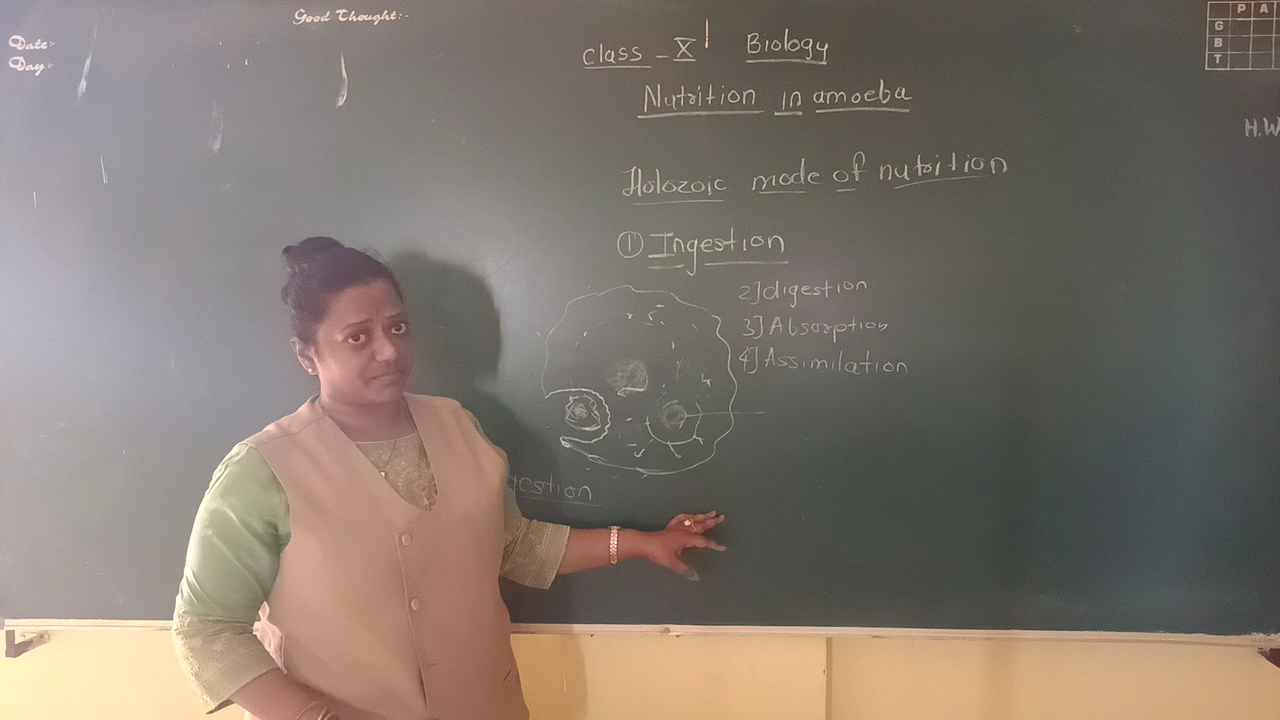 Good Thought:-
Date:-
Day:-
P A
G
B
T
H.W
Class - X Biology
Nutrition in amoeba
Holozoic mode of nutrition
① Ingestion
2] digestion
3] Absorption
4] Assimilation
gestion